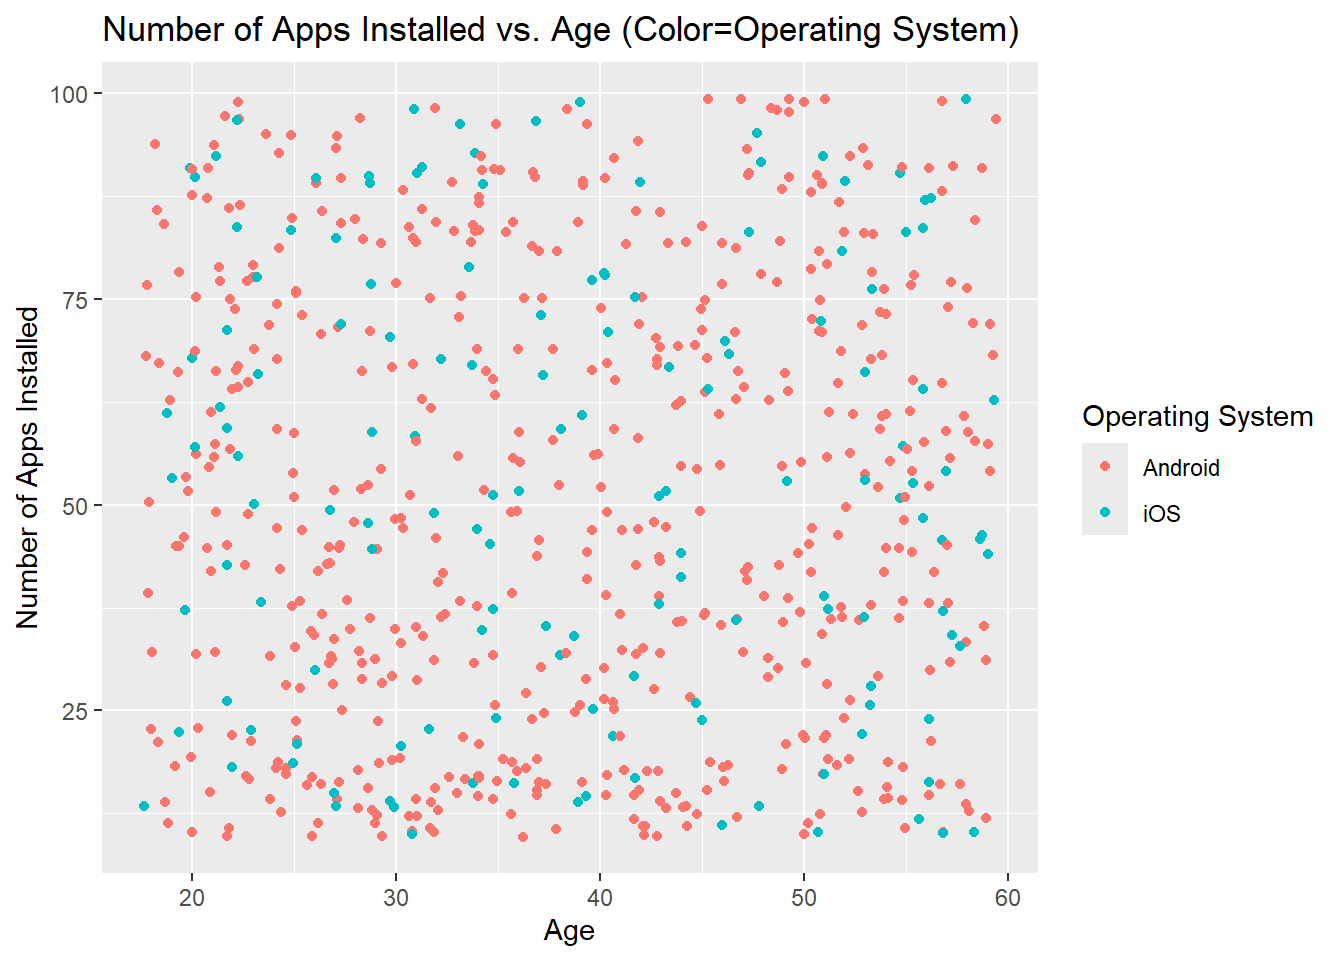 Number of Apps Installed vs. Age (Color=Operating System)
100
75
50
25
Number of Apps Installed
20 30 40 50 60
Age
Operating System
Android
iOS